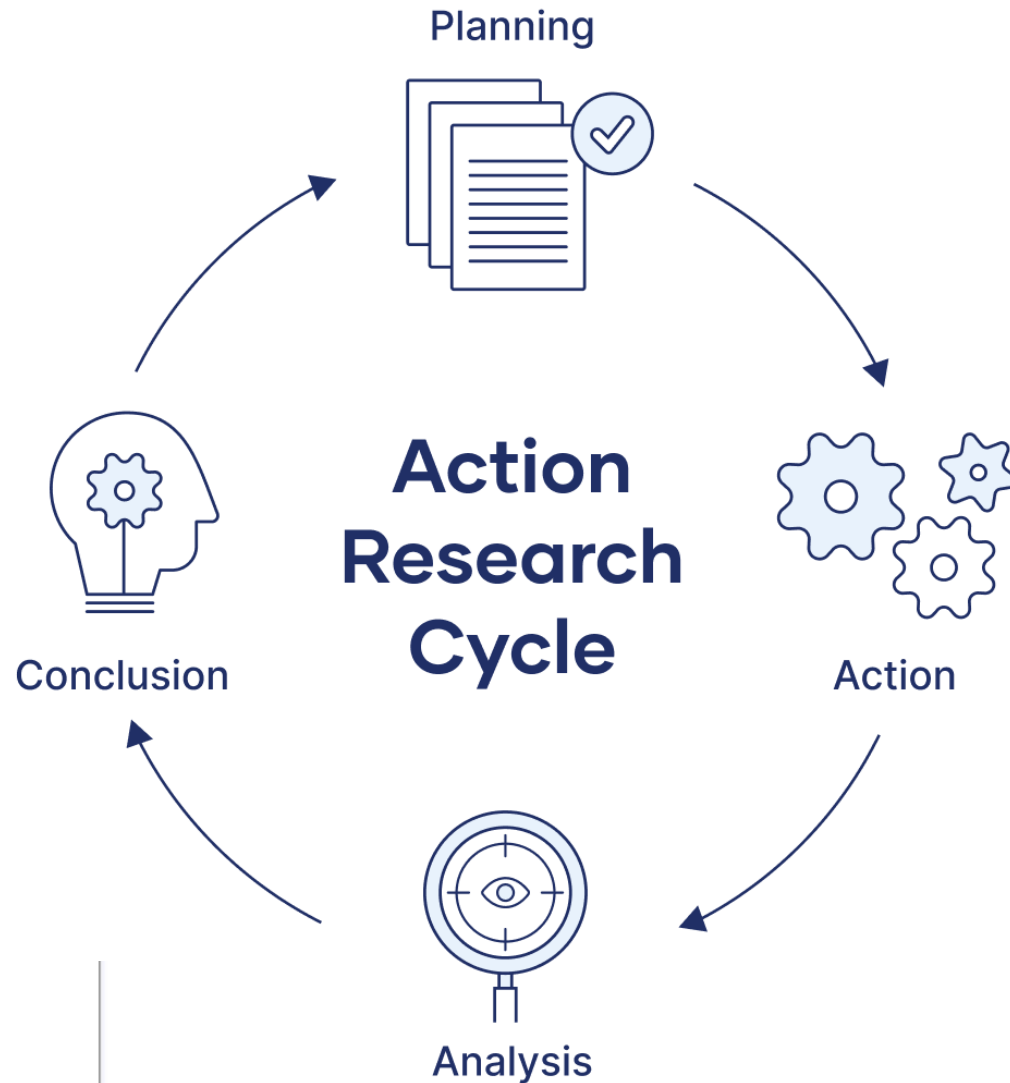 Planning
Action
Research
Cycle
Conclusion
Action
Analysis